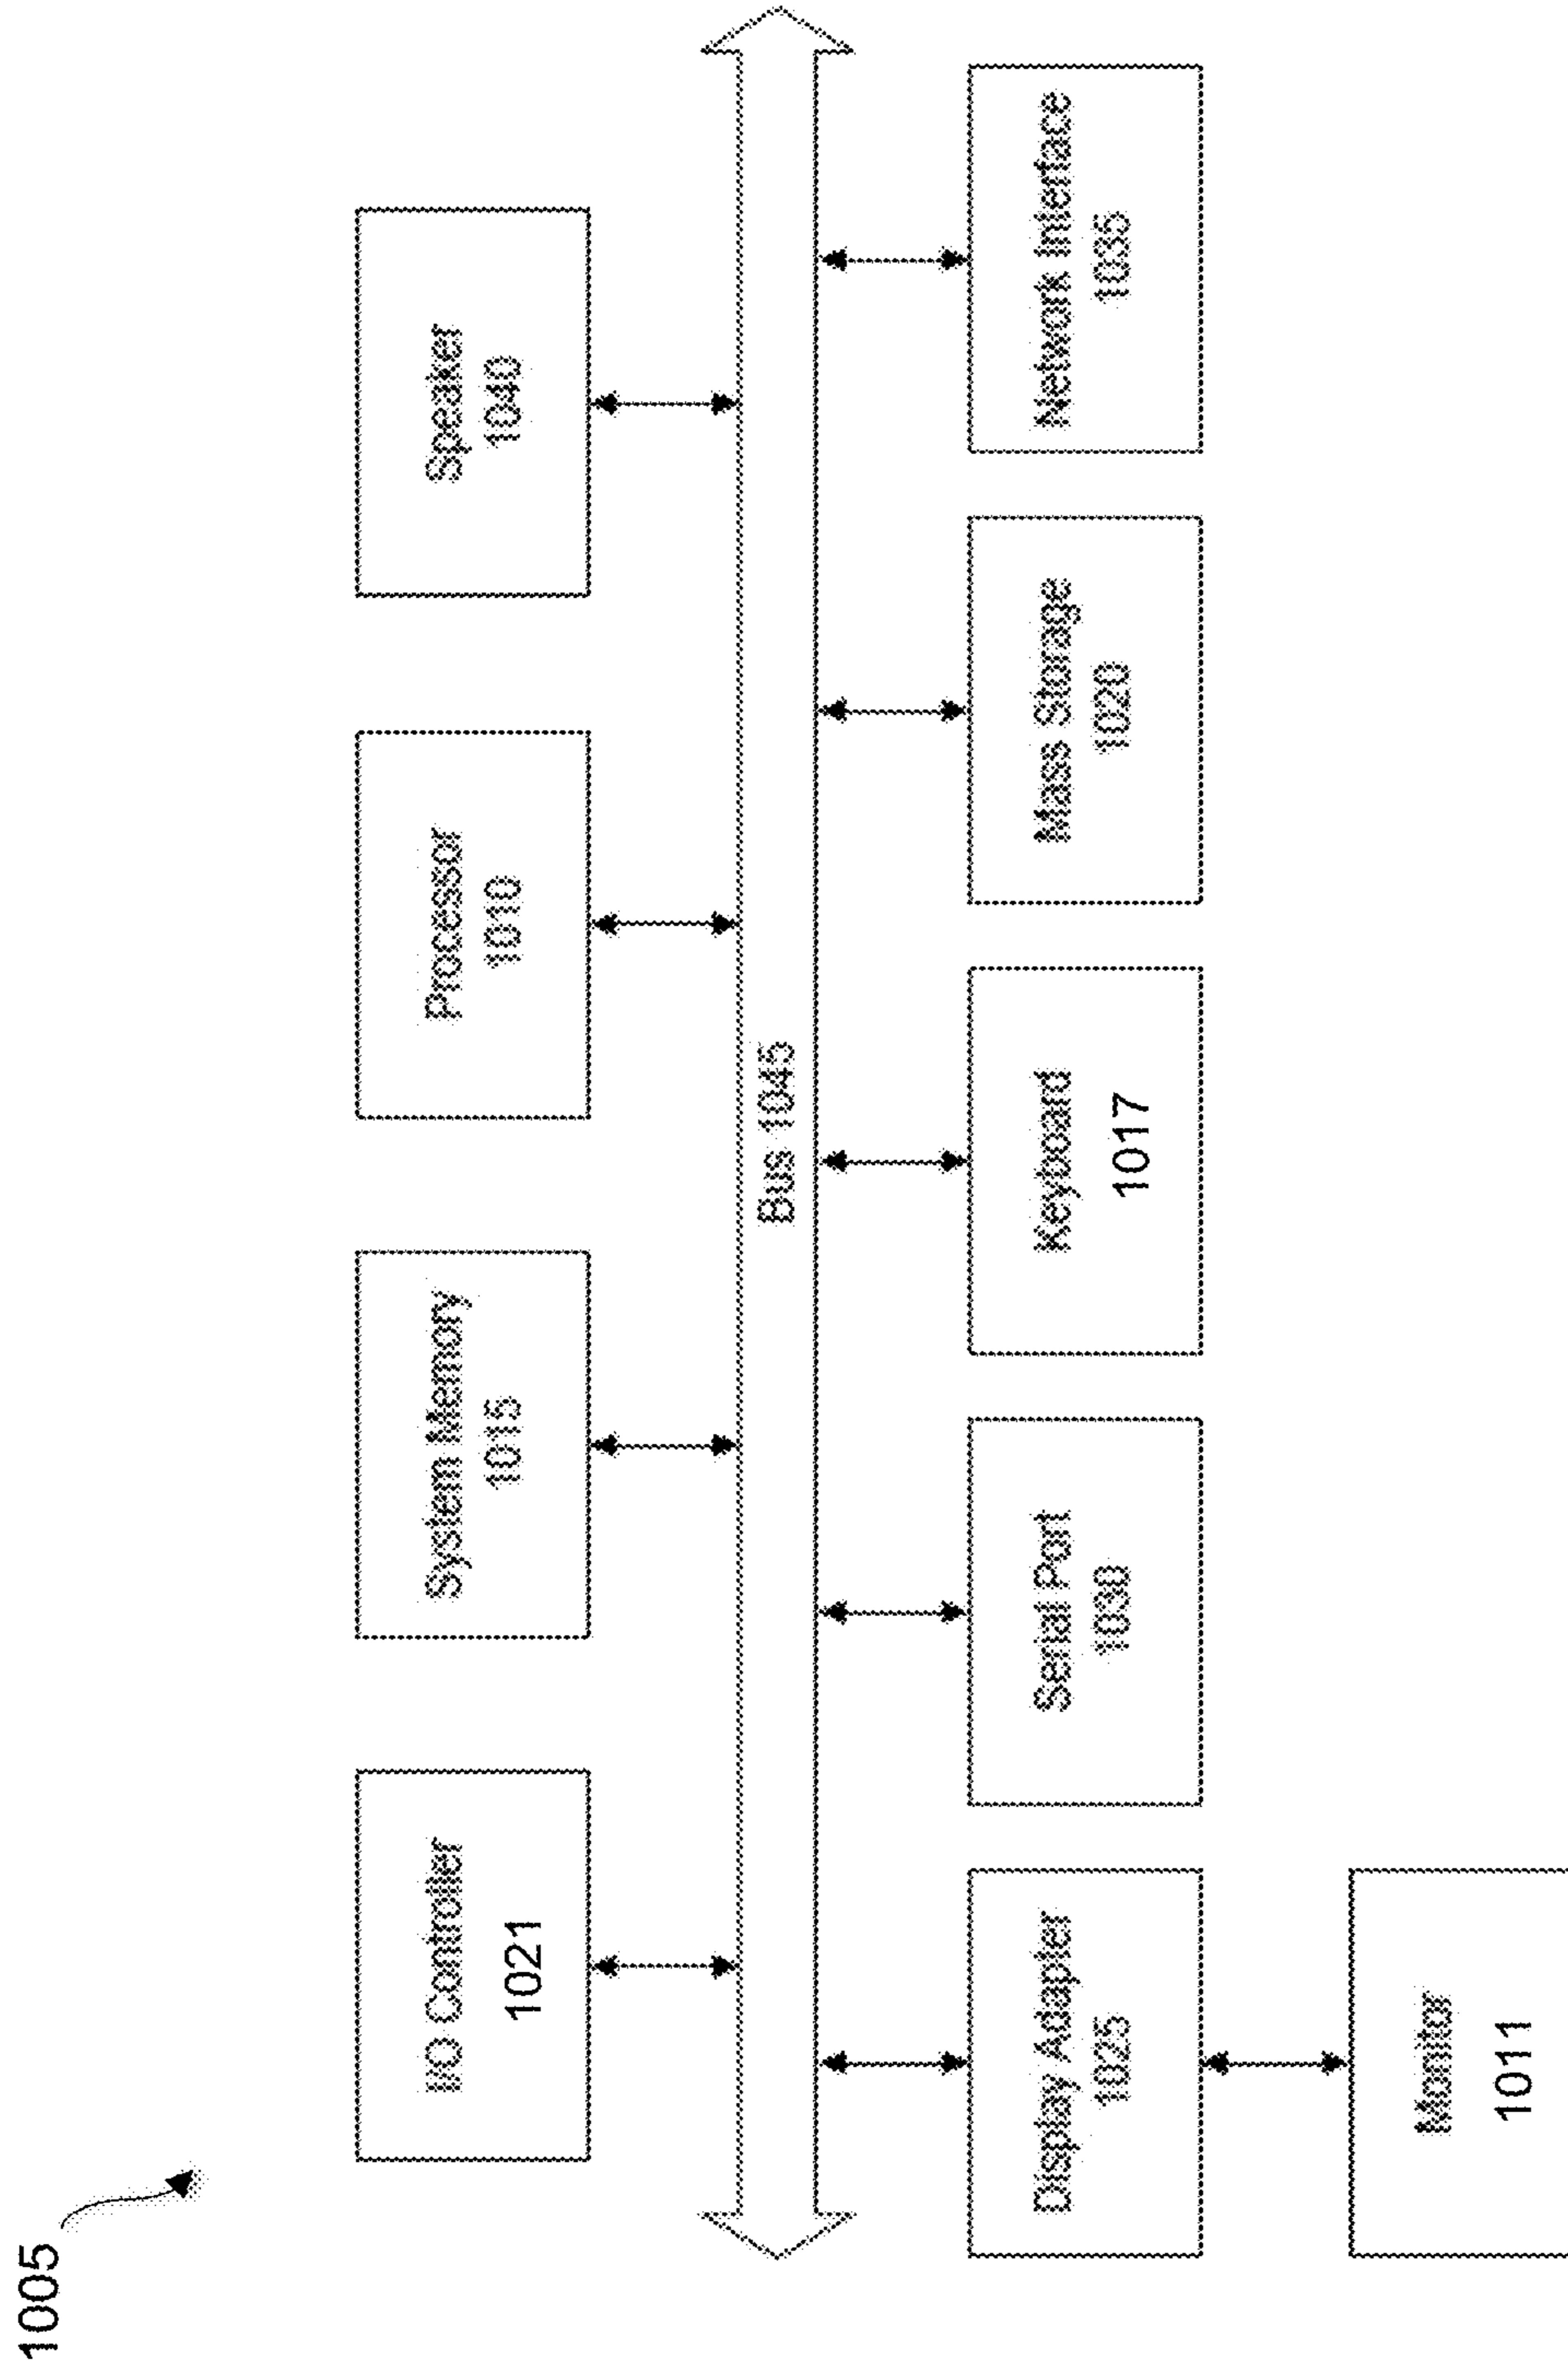 1005
I/O Controller
1021
System Memory
1015
Processor
1010
Speaker
1040
Bus 1045
Display Adapter
1025
Serial Port
1030
Keyboard
1017
Mass Storage
1020
Network Interface
1035
Monitor
1011